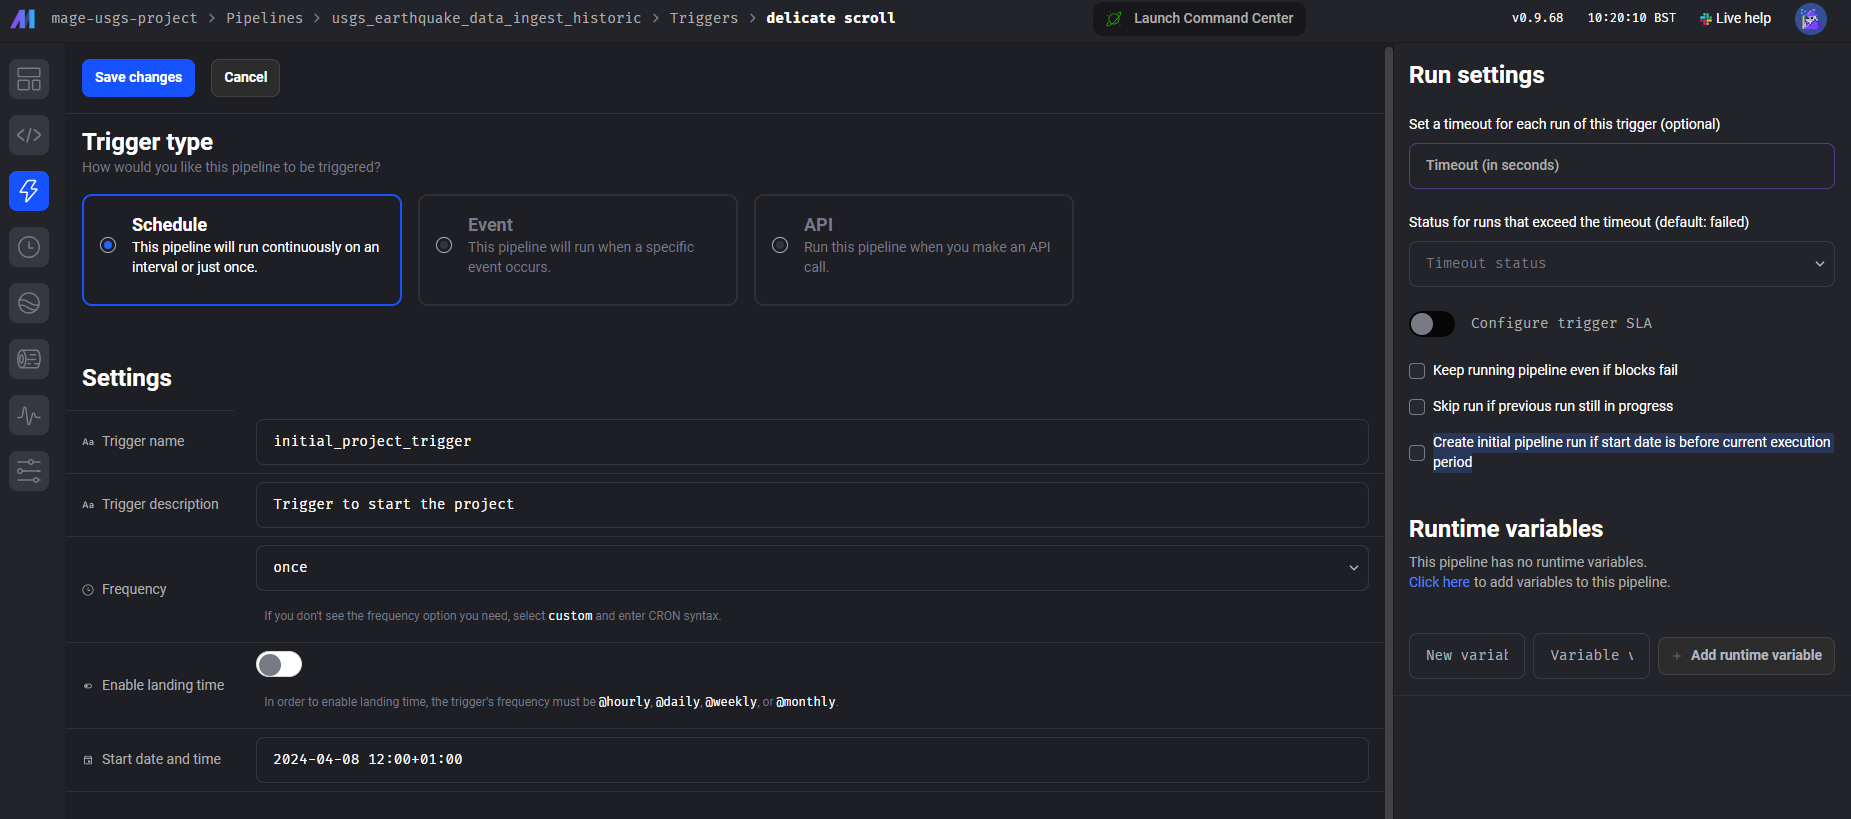 mage-usgs-project > Pipelines > usgs_earthquake_data_ingest_historic > Triggers > delicate scroll
Launch Command Center
v0.9.68
10:20:10 BST
Live help
Save changes
Cancel
Trigger type
How would you like this pipeline to be triggered?
Schedule
This pipeline will run continuously on an
interval or just once.
Event
This pipeline will run when a specific
event occurs.
API
Run this pipeline when you make an API
call.
Settings
Aa Trigger name
initial_project_trigger
Aa Trigger description
Trigger to start the project
Frequency
once
If you don't see the frequency option you need, select custom and enter CRON syntax.
Enable landing time
In order to enable landing time, the trigger's frequency must be @hourly, @daily, @weekly, or @monthly.
Start date and time
2024-04-08 12:00+01:00
Run settings
Set a timeout for each run of this trigger (optional)
Timeout (in seconds)
Status for runs that exceed the timeout (default: failed)
Timeout status
Configure trigger SLA
Keep running pipeline even if blocks fail
Skip run if previous run still in progress
Create initial pipeline run if start date is before current execution
period
Runtime variables
This pipeline has no runtime variables.
Click here to add variables to this pipeline.
New variab
Variable v
+ Add runtime variable